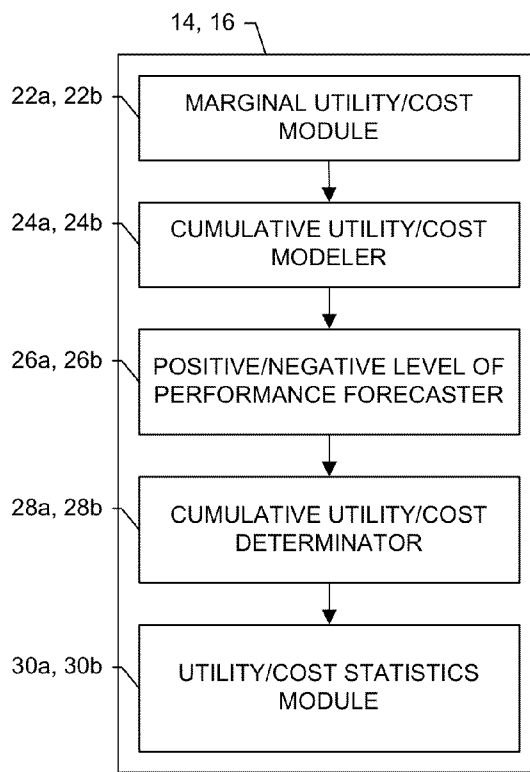 14, 16
22a, 22b
MARGINAL UTILITY/COST
MODULE
24a, 24b
CUMULATIVE UTILITY/COST
MODELER
26a, 26b
POSITIVE/NEGATIVE LEVEL OF
PERFORMANCE FORECASTER
28a, 28b
CUMULATIVE UTILITY/COST
DETERMINATOR
30a, 30b
UTILITY/COST STATISTICS
MODULE